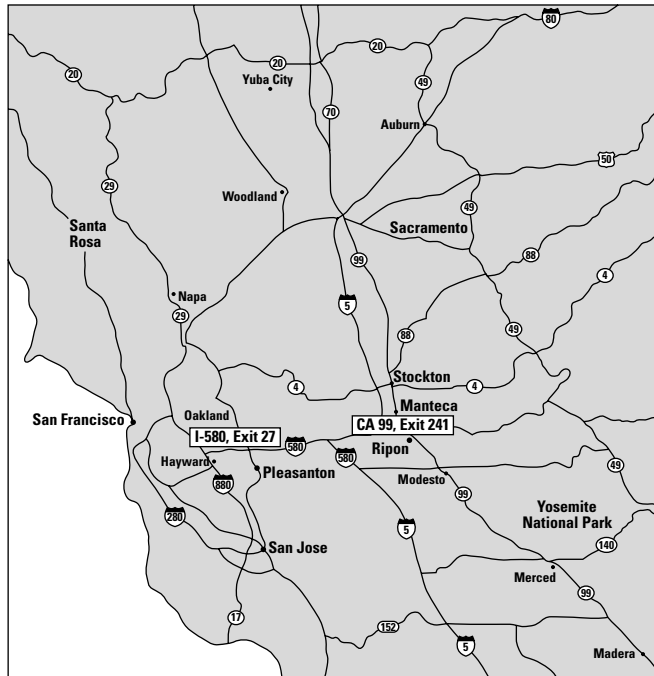 80
20
20
20
49
Yuba City
70
Auburn
50
29
Woodland
49
Santa
Rosa
Sacramento
99
88
4
Napa
5
29
88
49
Stockton
4
4
Manteca
Oakland
San Francisco
I-580, Exit 27
CA 99, Exit 241
580
580
Ripon
Hayward
Pleasanton
49
880
Modesto
99
Yosemite
National Park
280
5
140
San Jose
Merced
99
17
152
5
Madera